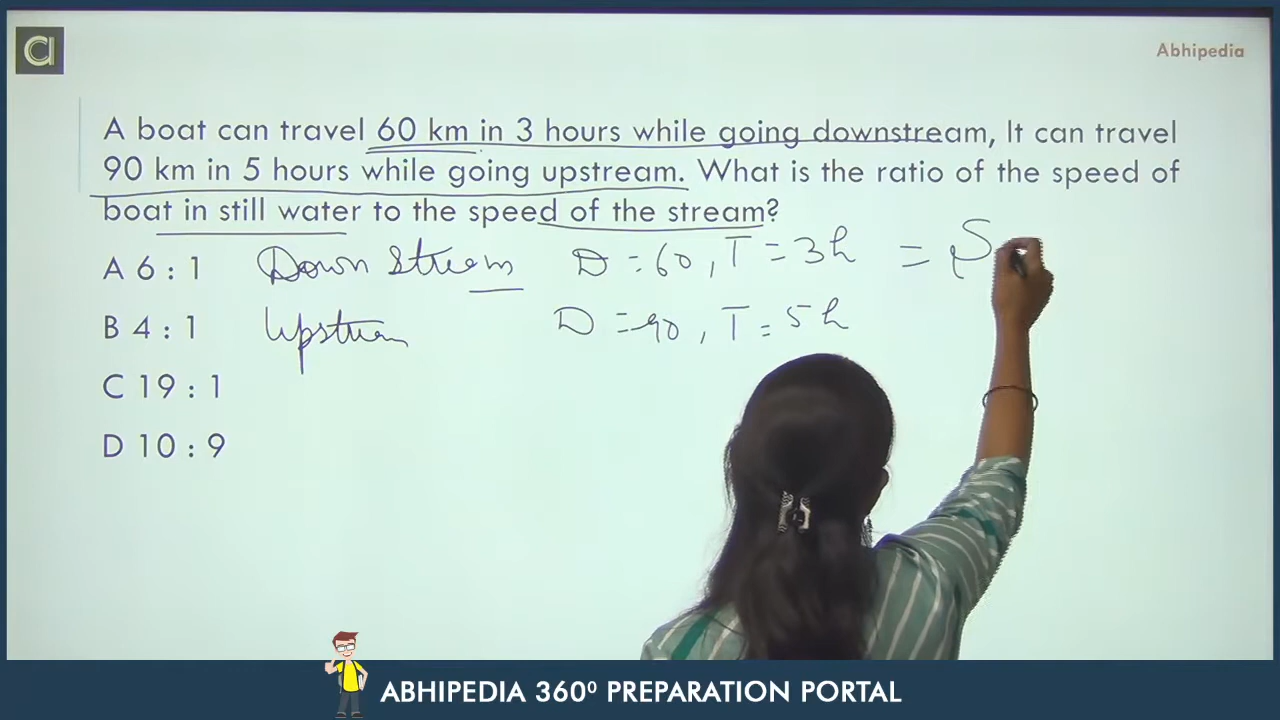 Abhipedia
A boat can travel 60 km in 3 hours while going downstream, It can travel
90 km in 5 hours while going upstream. What is the ratio of the speed of
boat in still water to the speed of the stream?
A 6 : 1
Down stream D = 60, T = 3h = S
B 4 : 1
Upstream D = 90, T = 5h
C 19 : 1
D 10 : 9
ABHIPEDIA 360⁰ PREPARATION PORTAL